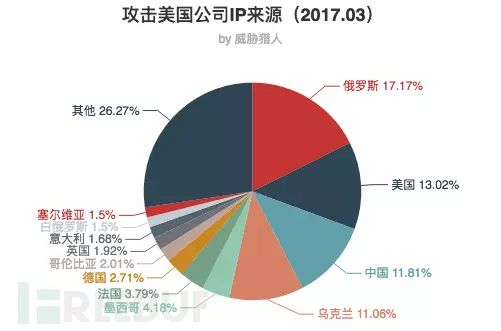 攻击美国公司IP来源（2017.03）
by 威胁猎人
俄罗斯 17.17%
美国 13.02%
中国 11.81%
乌克兰 11.06%
墨西哥 4.18%
法国 3.79%
德国 2.71%
哥伦比亚 2.01%
英国 1.92%
意大利 1.68%
白俄罗斯 1.5%
塞尔维亚 1.5%
其他 26.27%
FREEBUF